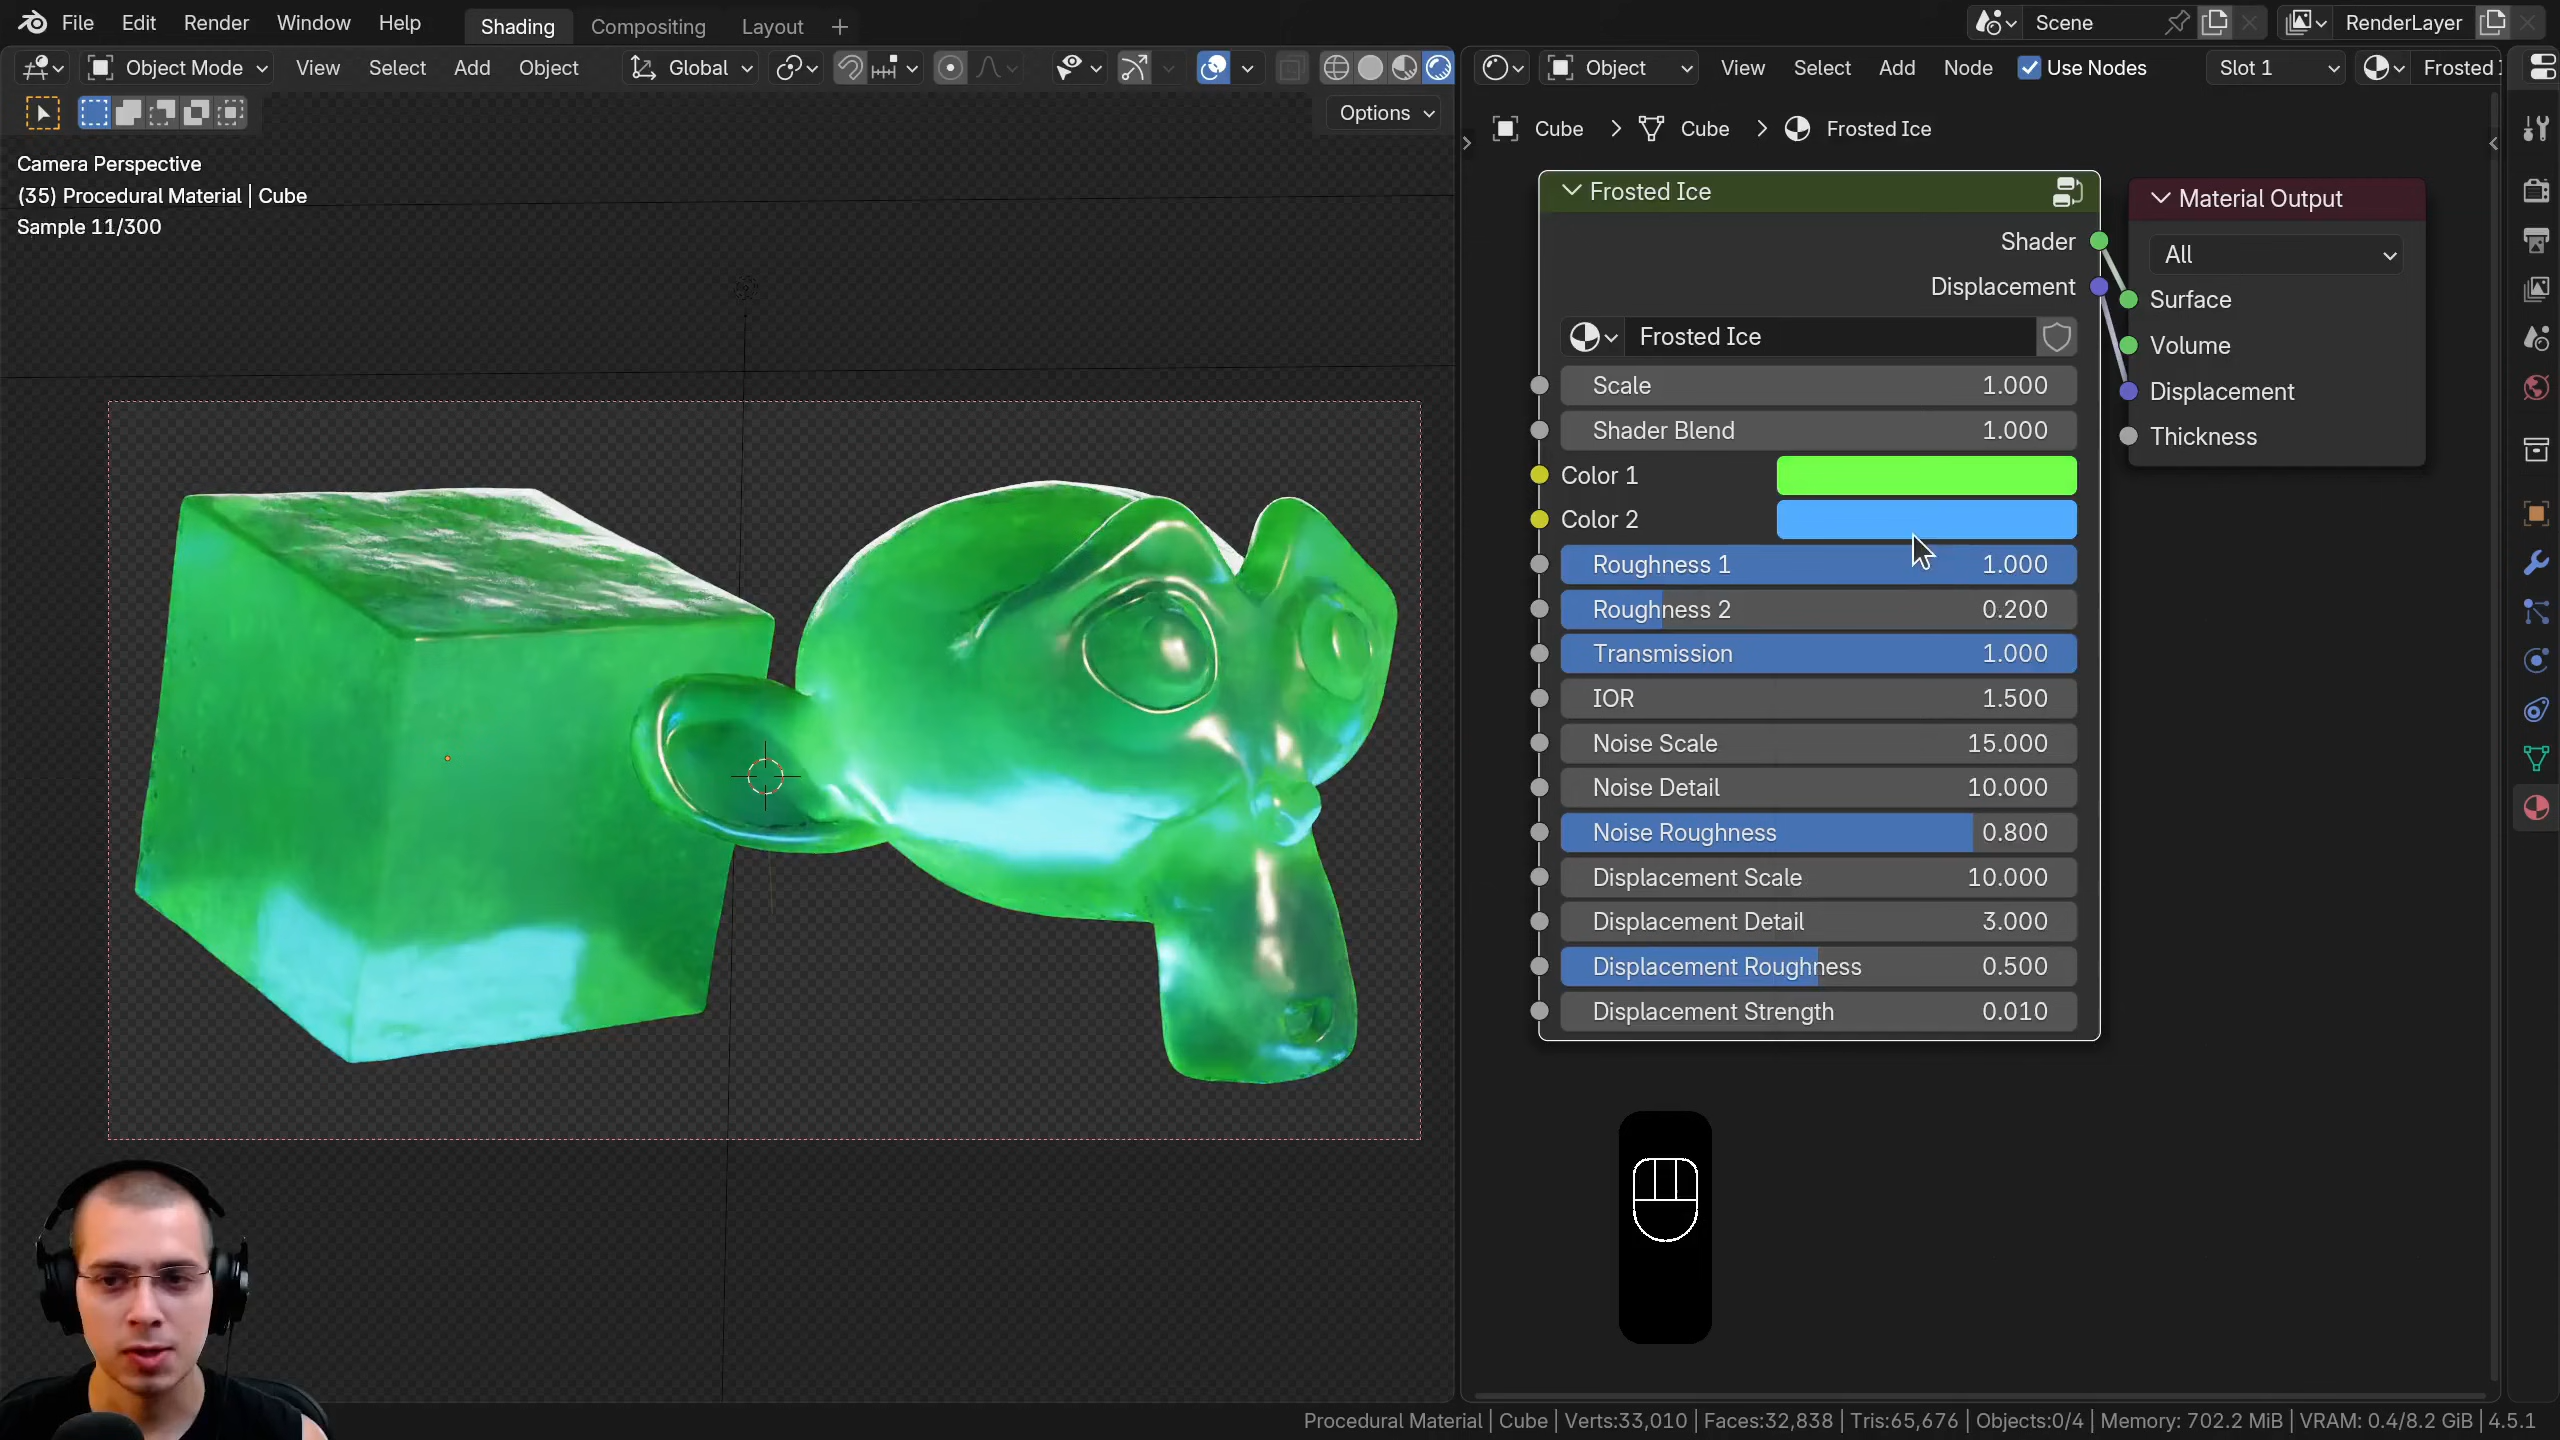 File Edit Render Window Help Shading Compositing Layout + Scene RenderLayer
Object Mode View Select Add Object Global
Object View Select Add Node Use Nodes Slot 1 Frosted
Options
Cube > Cube > Frosted Ice
Camera Perspective
(35) Procedural Material | Cube
Sample 11/300
Frosted Ice
Shader
Displacement
Frosted Ice
Scale 1.000
Shader Blend 1.000
Color 1
Color 2
Roughness 1 1.000
Roughness 2 0.200
Transmission 1.000
IOR 1.500
Noise Scale 15.000
Noise Detail 10.000
Noise Roughness 0.800
Displacement Scale 10.000
Displacement Detail 3.000
Displacement Roughness 0.500
Displacement Strength 0.010
Material Output
All
Surface
Volume
Displacement
Thickness
Procedural Material | Cube | Verts:33,010 | Faces:32,838 | Tris:65,676 | Objects:0/4 | Memory: 702.2 MiB | VRAM: 0.4/8.2 GiB | 4.5.1